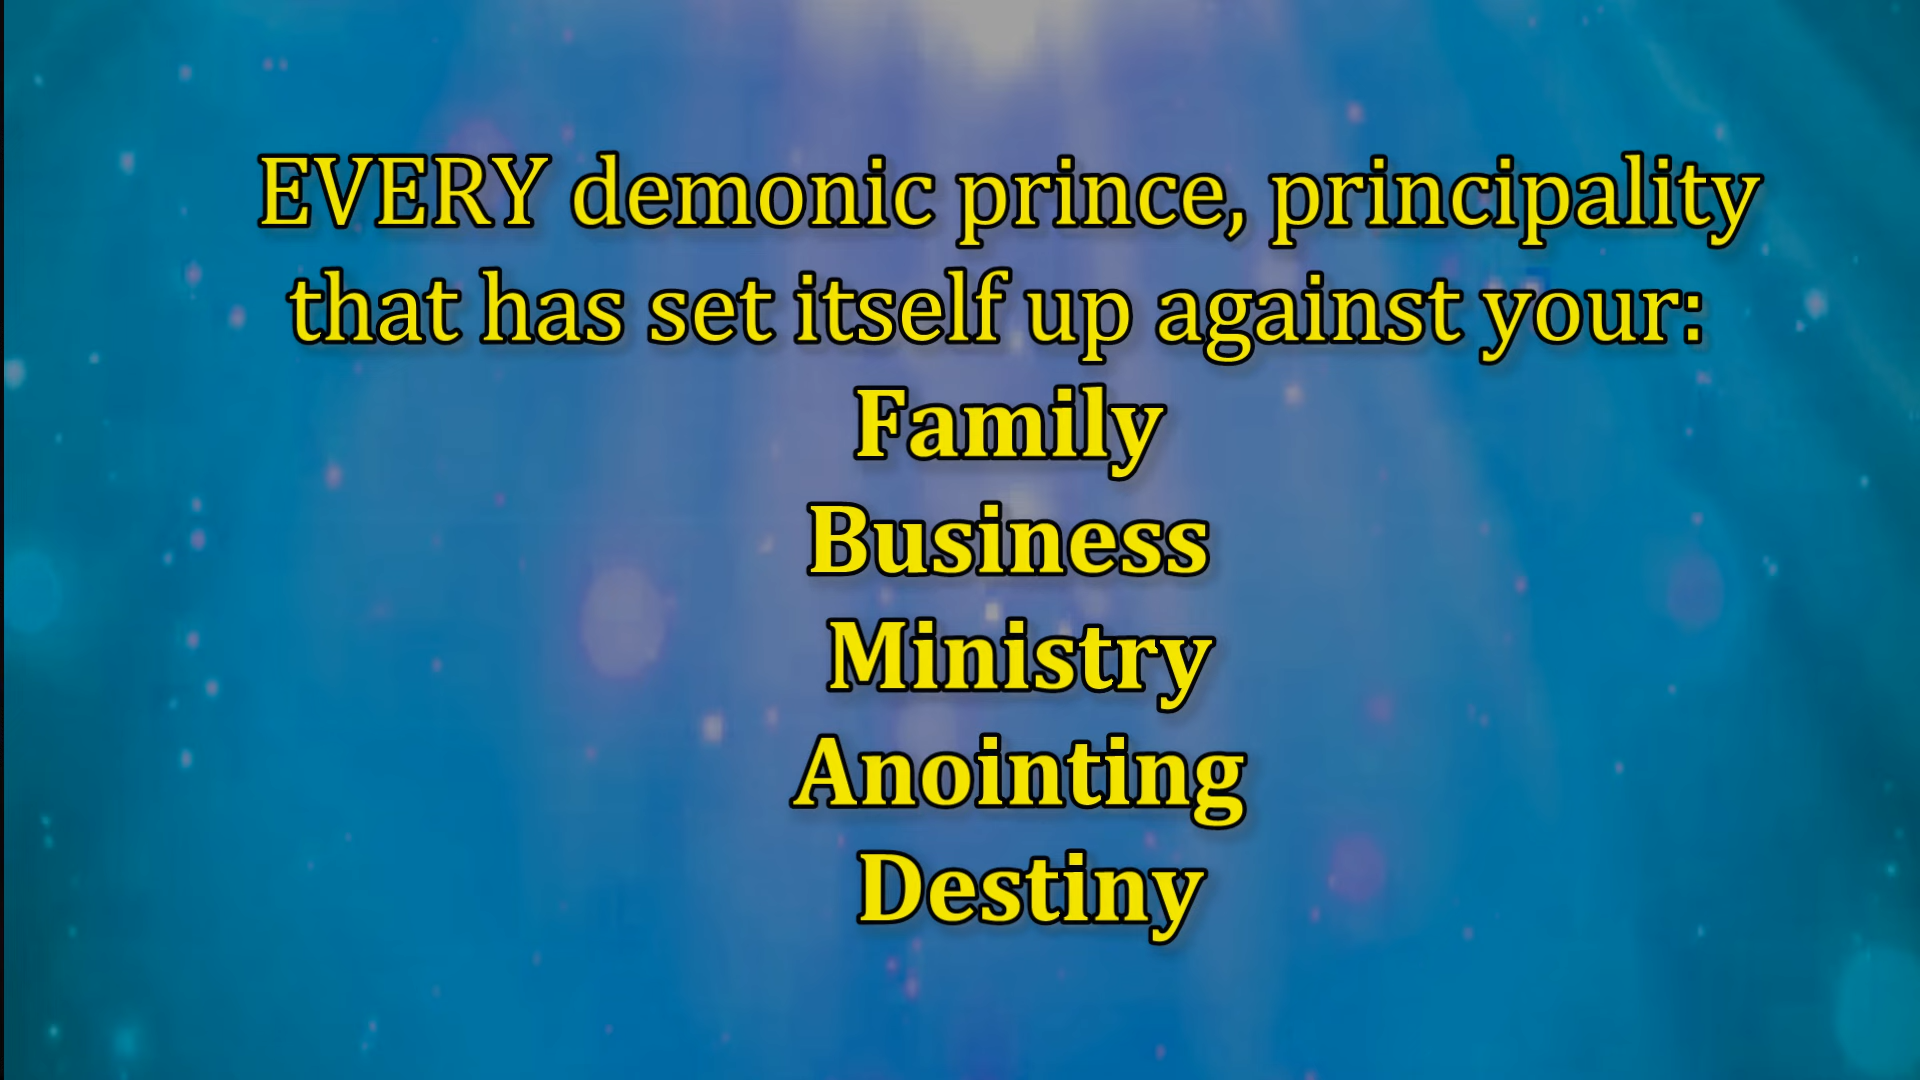 EVERY demonic prince, principality
that has set itself up against your:
Family
Business
Ministry
Anointing
Destiny